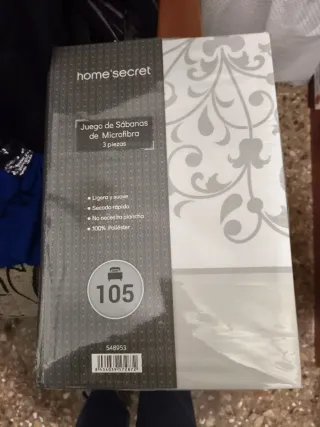 home'secret
Juego de Sábanas
de Microfibra
3 piezas
• Ligera y suave
• Secado rápido
• No necesita plancha
• 100% Poliéster
105
548953